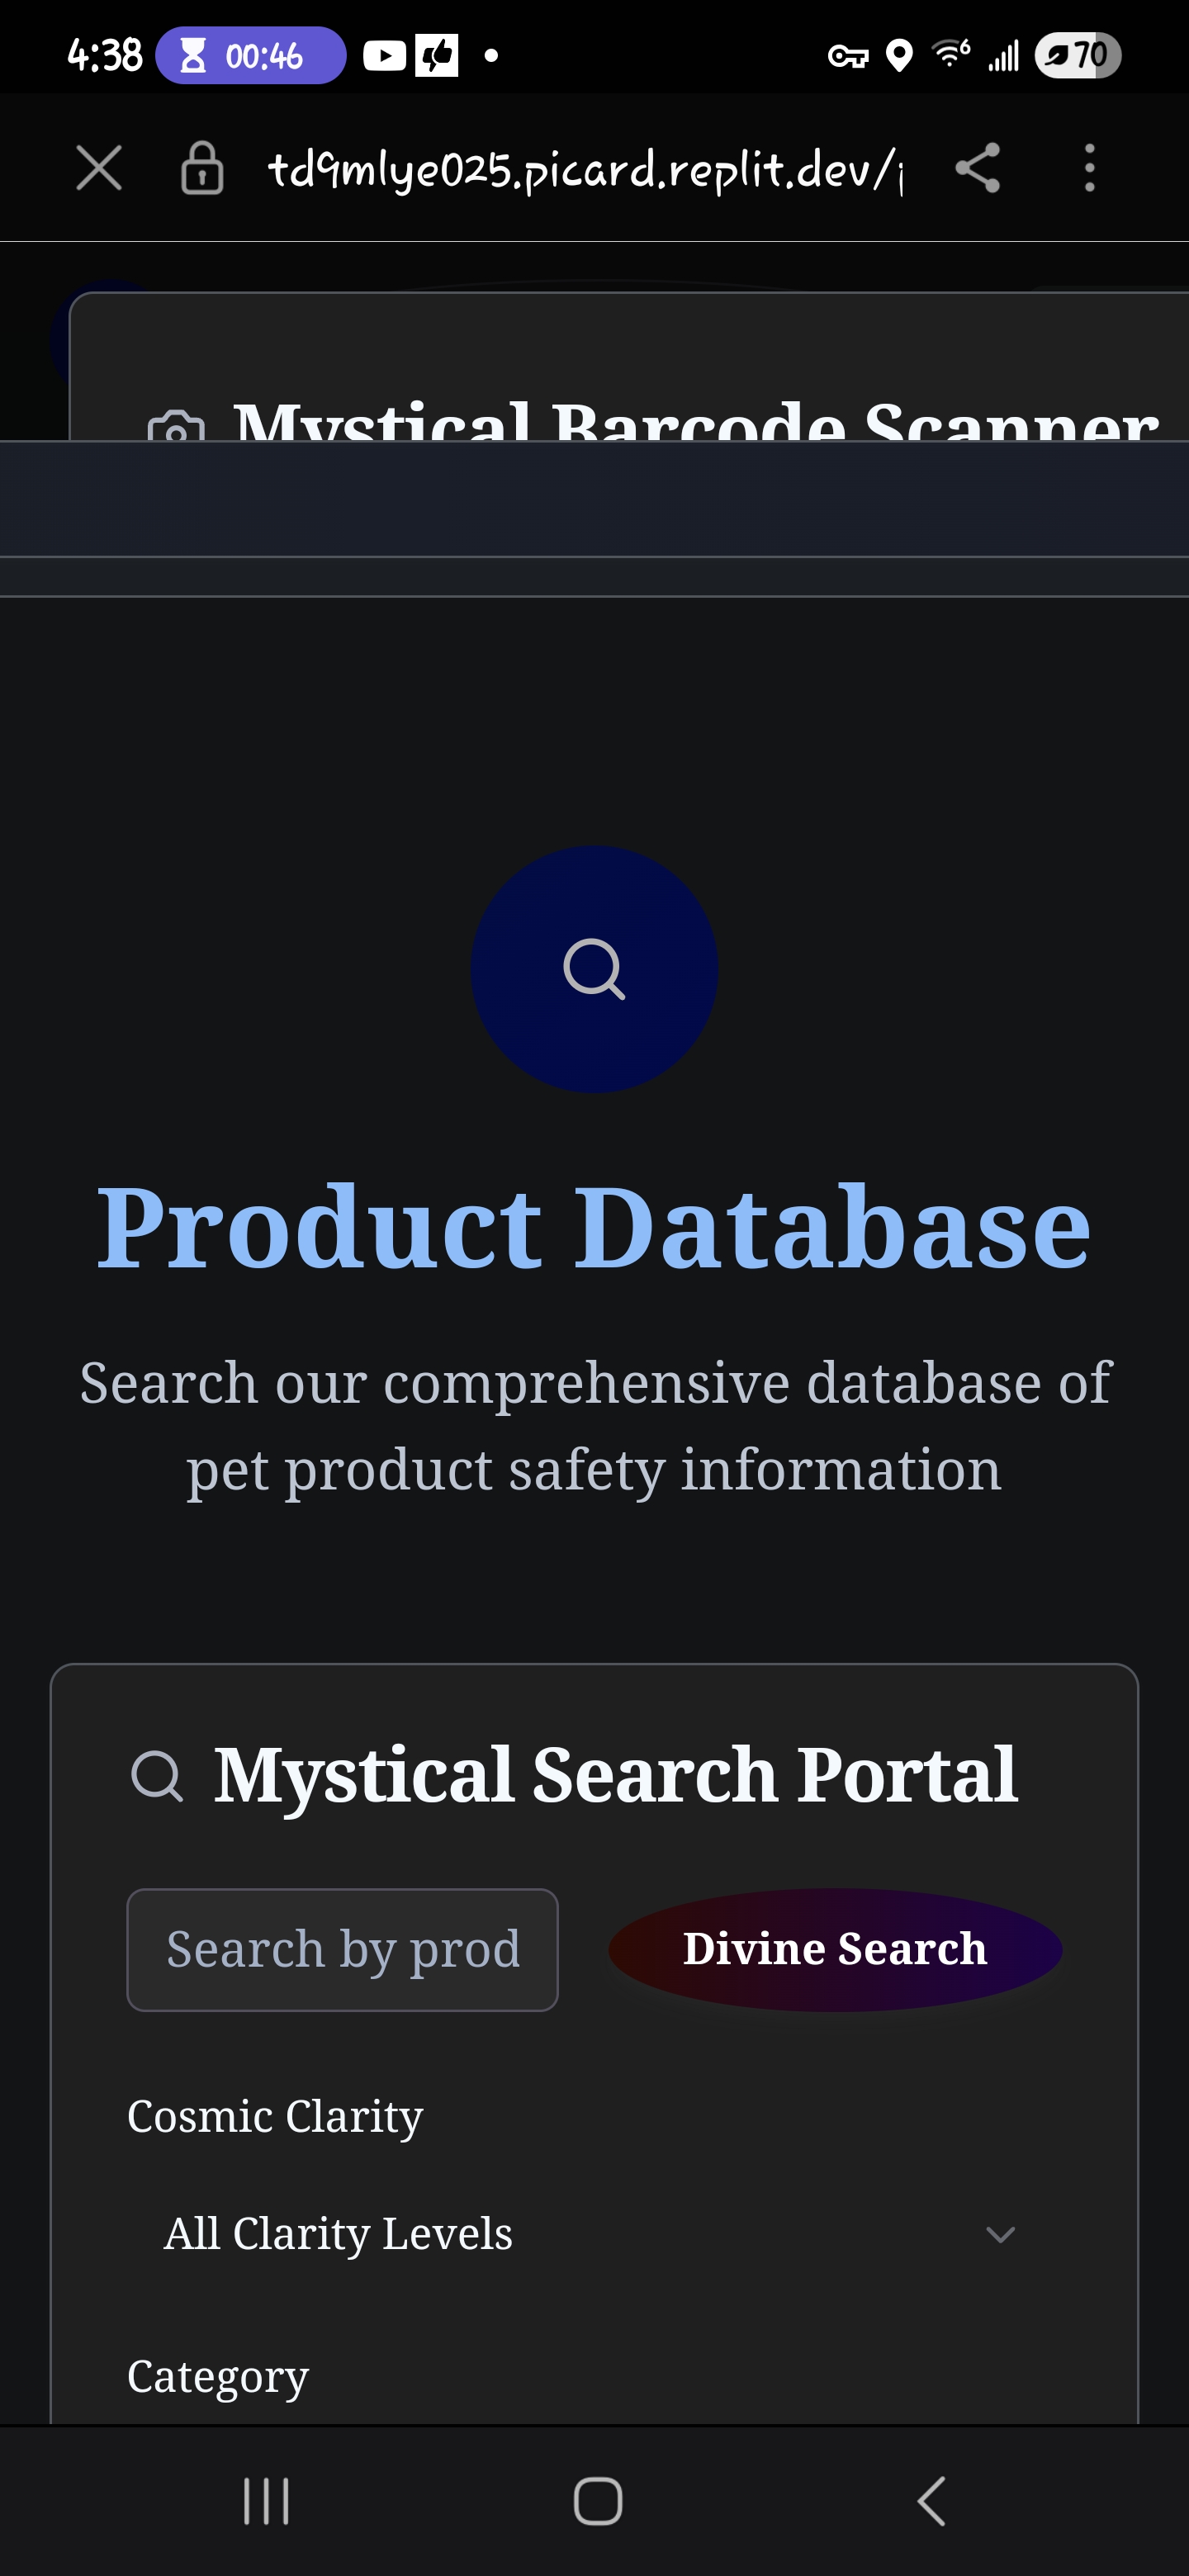 4:38 00:46 6 70
td9mlye025.picard.replit.dev/
Mystical Barcode Scanner
Product Database
Search our comprehensive database of
pet product safety information
Mystical Search Portal
Search by prod Divine Search
Cosmic Clarity
All Clarity Levels
Category